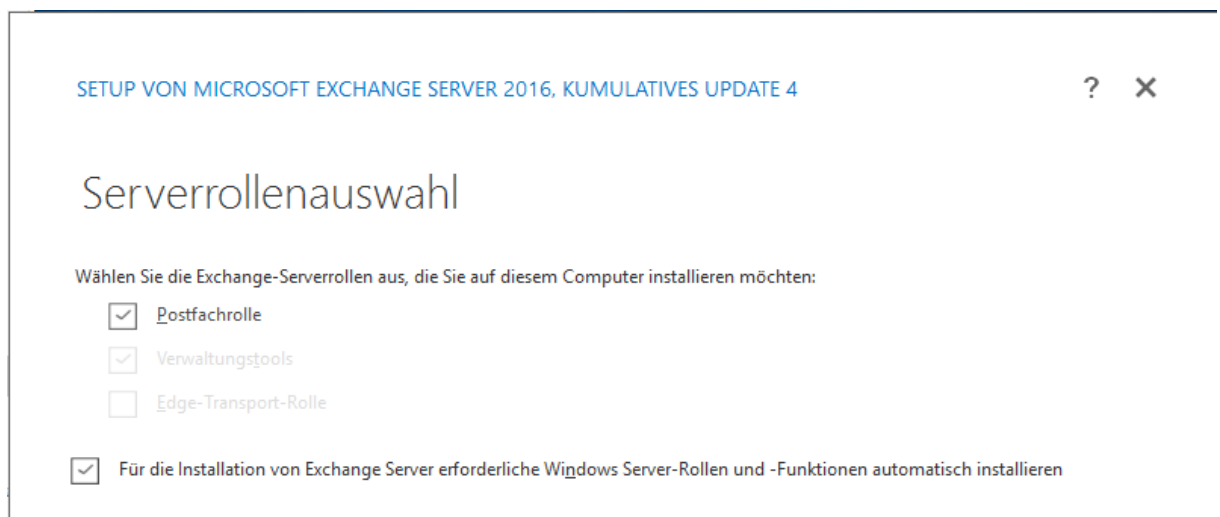 SETUP VON MICROSOFT EXCHANGE SERVER 2016, KUMULATIVES UPDATE 4
?
Serverrollenauswahl
Wählen Sie die Exchange-Serverrollen aus, die Sie auf diesem Computer installieren möchten:
Postfachrolle
Verwaltungstools
Edge-Transport-Rolle
Für die Installation von Exchange Server erforderliche Windows Server-Rollen und -Funktionen automatisch installieren